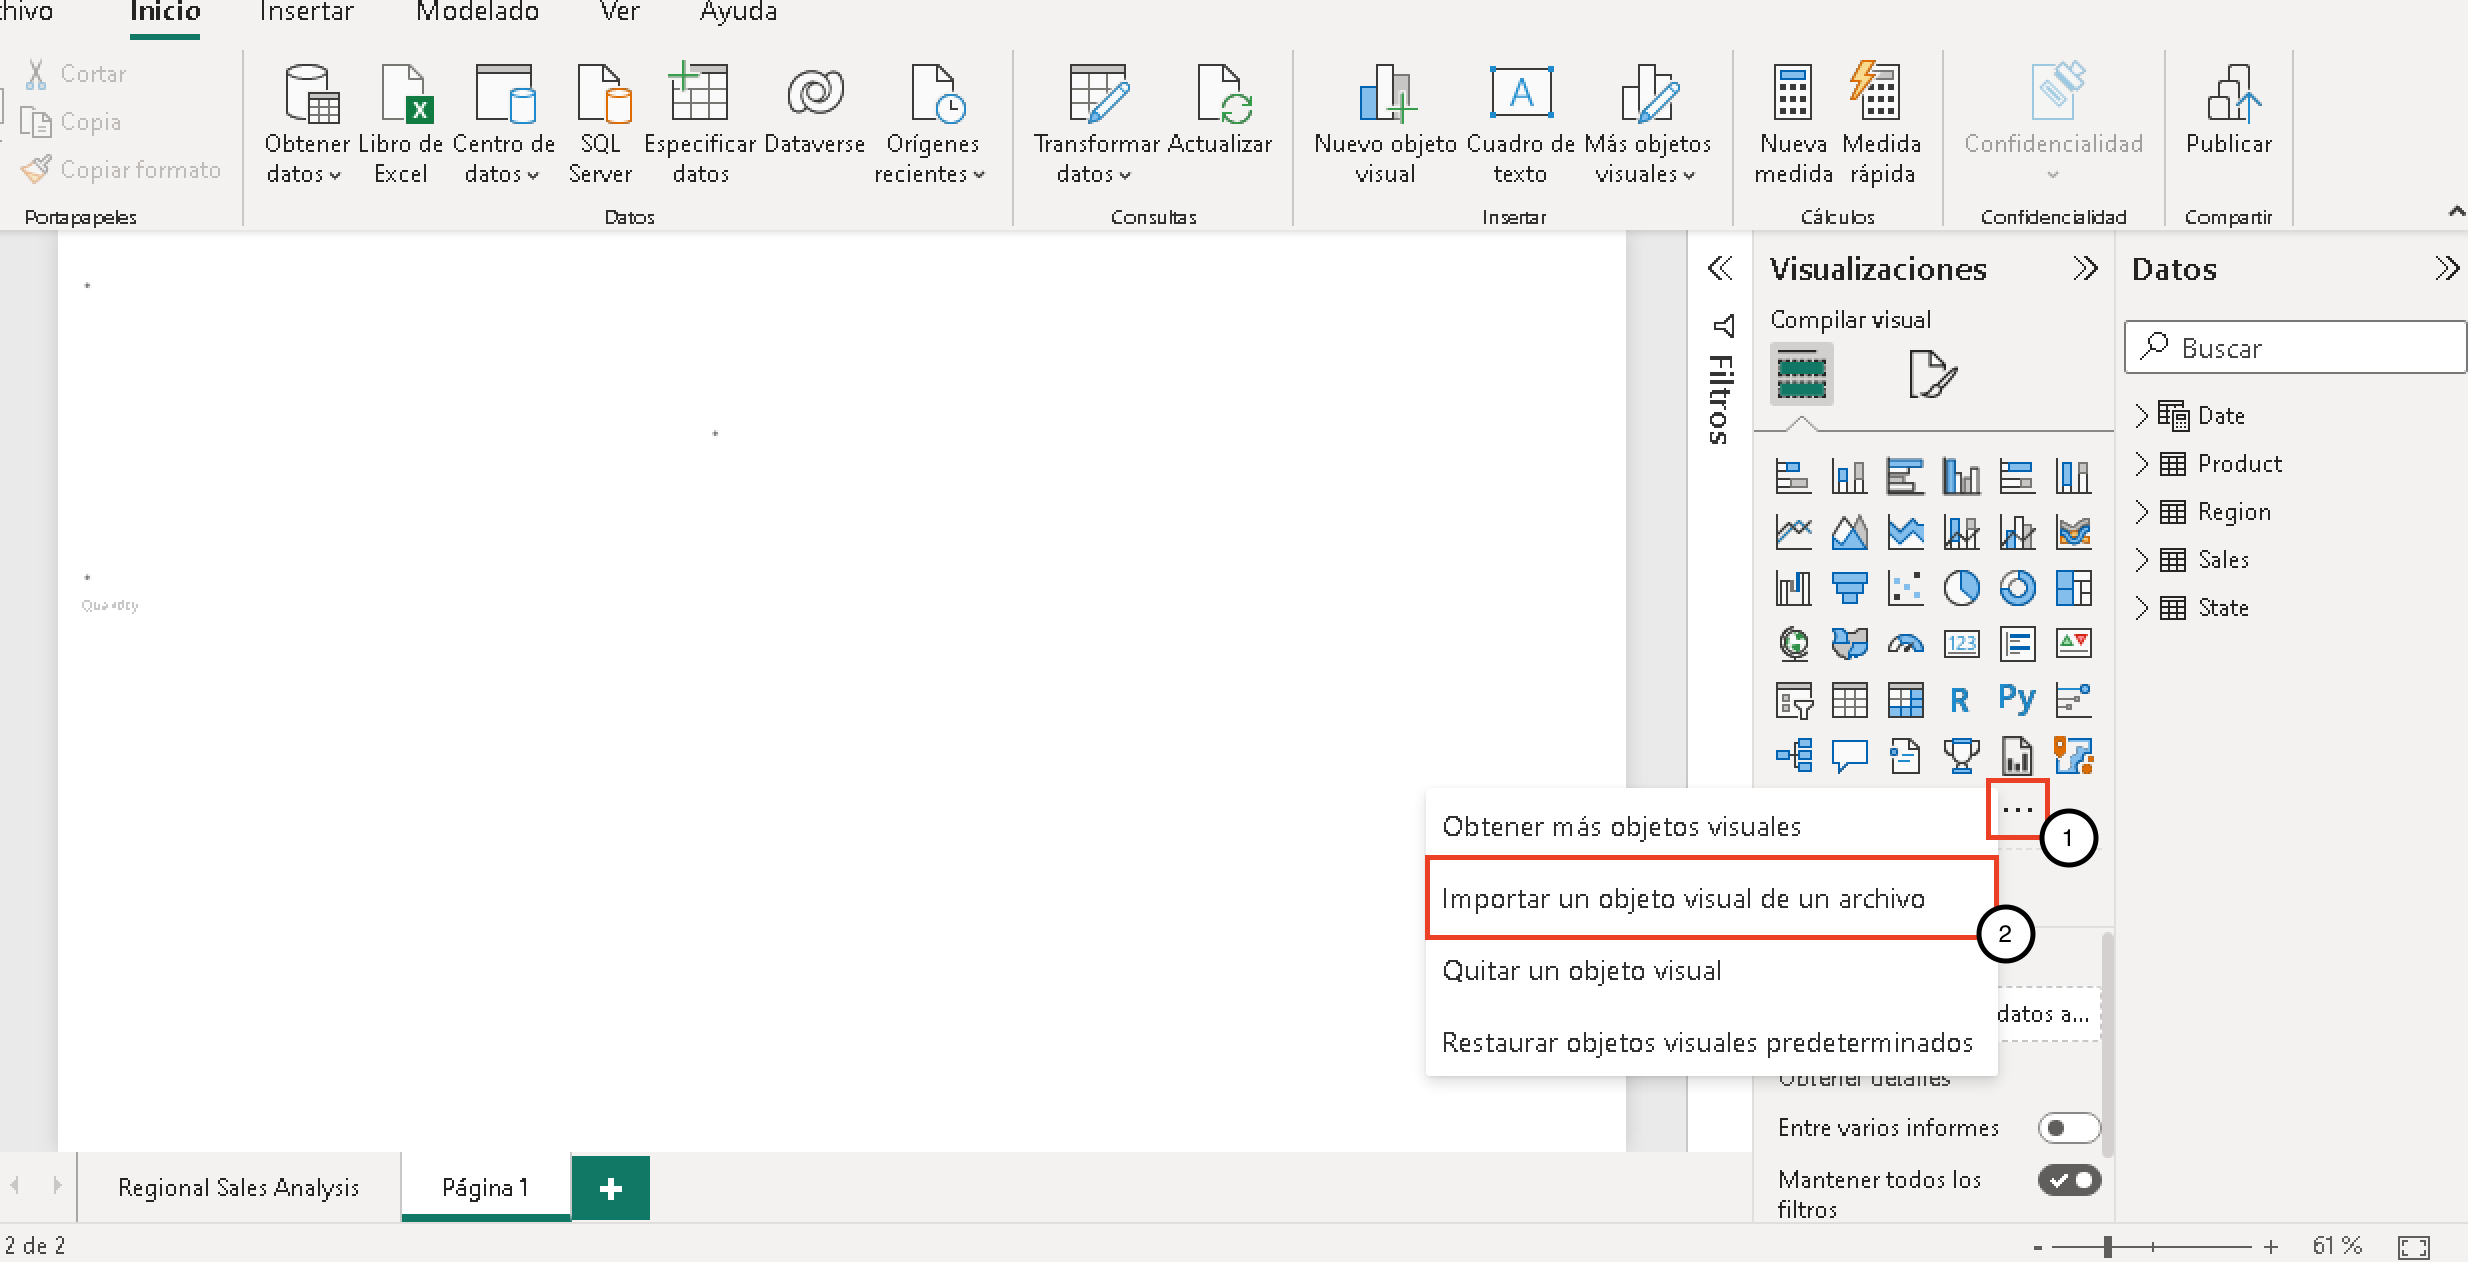 chivo Inicio Insertar Modelado Ver Ayuda
Cortar
Copia
Copiar formato
Portapapeles
Obtener datos
Libro de Excel
Centro de datos
SQL Server
Especificar datos
Dataverse
Orígenes recientes
Datos
Transformar datos
Actualizar
Consultas
Nuevo objeto visual
Cuadro de texto
Más objetos visuales
Insertar
Nueva medida
Medida rápida
Cálculos
Confidencialidad
Confidencialidad
Publicar
Compartir
Filtros
Visualizaciones
Compilar visual
123
R
Py
...
1
Obtener más objetos visuales
Importar un objeto visual de un archivo
2
Quitar un objeto visual
Restaurar objetos visuales predeterminados
datos a...
Obtener detalles
Entre varios informes
Mantener todos los
filtros
Datos
Buscar
Date
Product
Region
Sales
State
Regional Sales Analysis
Página 1
+
2 de 2
- + 61 %